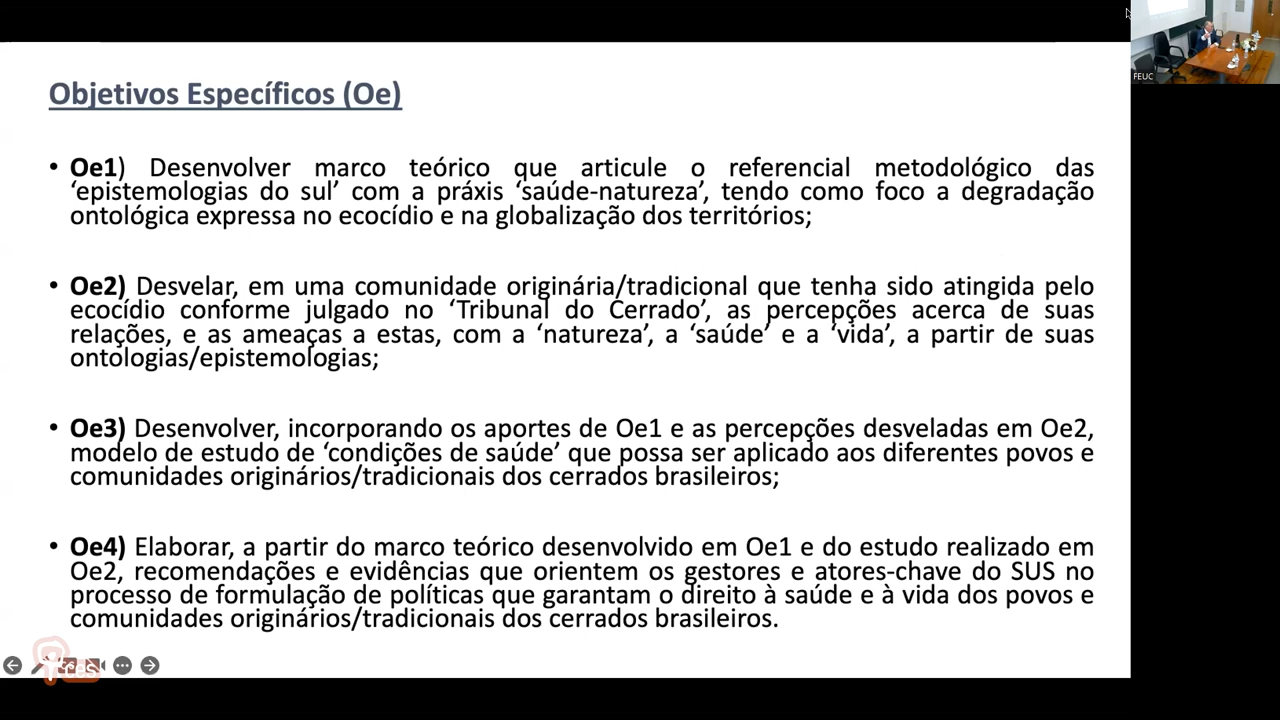 Objetivos Específicos (Oe)
• Oe1) Desenvolver marco teórico que articule o referencial metodológico das
‘epistemologias do sul’ com a práxis ‘saúde-natureza’, tendo como foco a degradação
ontológica expressa no ecocídio e na globalização dos territórios;
• Oe2) Desvelar, em uma comunidade originária/tradicional que tenha sido atingida pelo
ecocídio conforme julgado no ‘Tribunal do Cerrado’, as percepções acerca de suas
relações, e as ameaças a estas, com a ‘natureza’, a ‘saúde’ e a ‘vida’, a partir de suas
ontologias/epistemologias;
• Oe3) Desenvolver, incorporando os aportes de Oe1 e as percepções desveladas em Oe2,
modelo de estudo de ‘condições de saúde’ que possa ser aplicado aos diferentes povos e
comunidades originários/tradicionais dos cerrados brasileiros;
• Oe4) Elaborar, a partir do marco teórico desenvolvido em Oe1 e do estudo realizado em
Oe2, recomendações e evidências que orientem os gestores e atores-chave do SUS no
processo de formulação de políticas que garantam o direito à saúde e à vida dos povos e
comunidades originários/tradicionais dos cerrados brasileiros.
FEUC